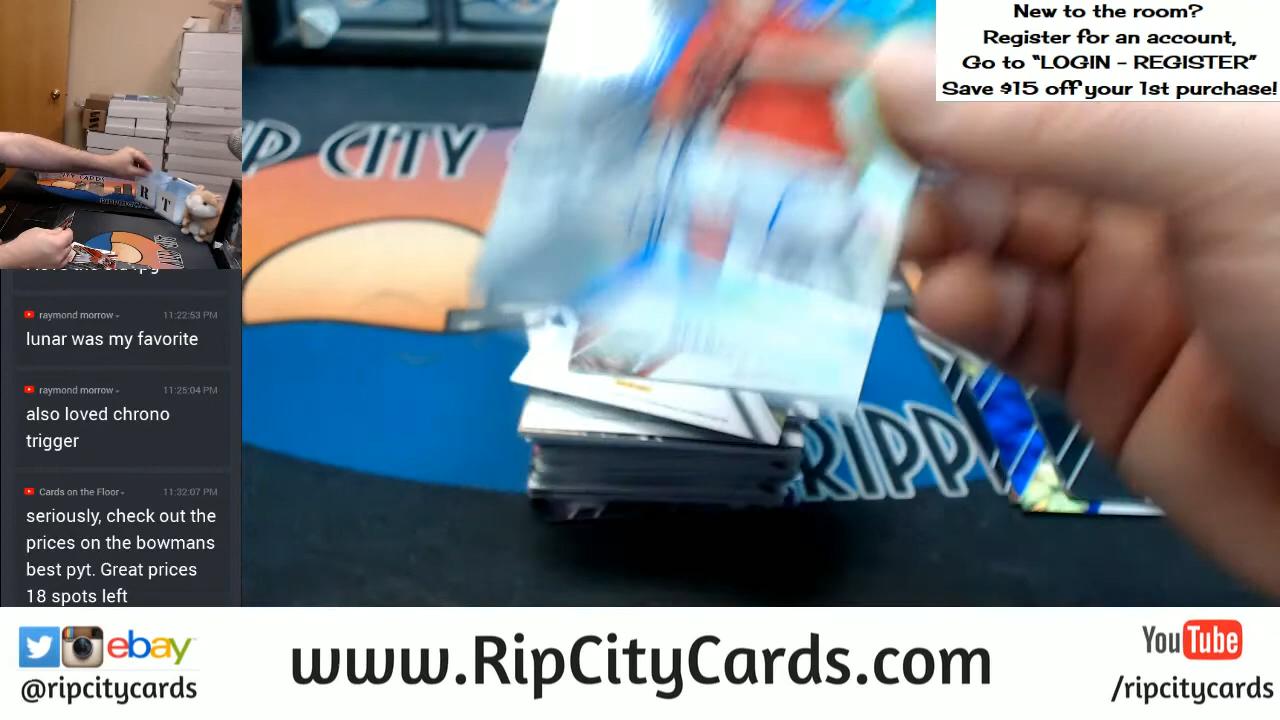 New to the room?
Register for an account,
Go to “LOGIN - REGISTER”
Save $15 off your 1st purchase!
CITY
R
T
raymond morrow
11:22:53 PM
lunar was my favorite
raymond morrow
11:25:04 PM
also loved chrono
trigger
Cards on the Floor
11:32:07 PM
seriously, check out the
prices on the bowmans
best pyt. Great prices
18 spots left
RIPP
ebay
@ripcitycards
www.RipCityCards.com
YouTube
/ripcitycards